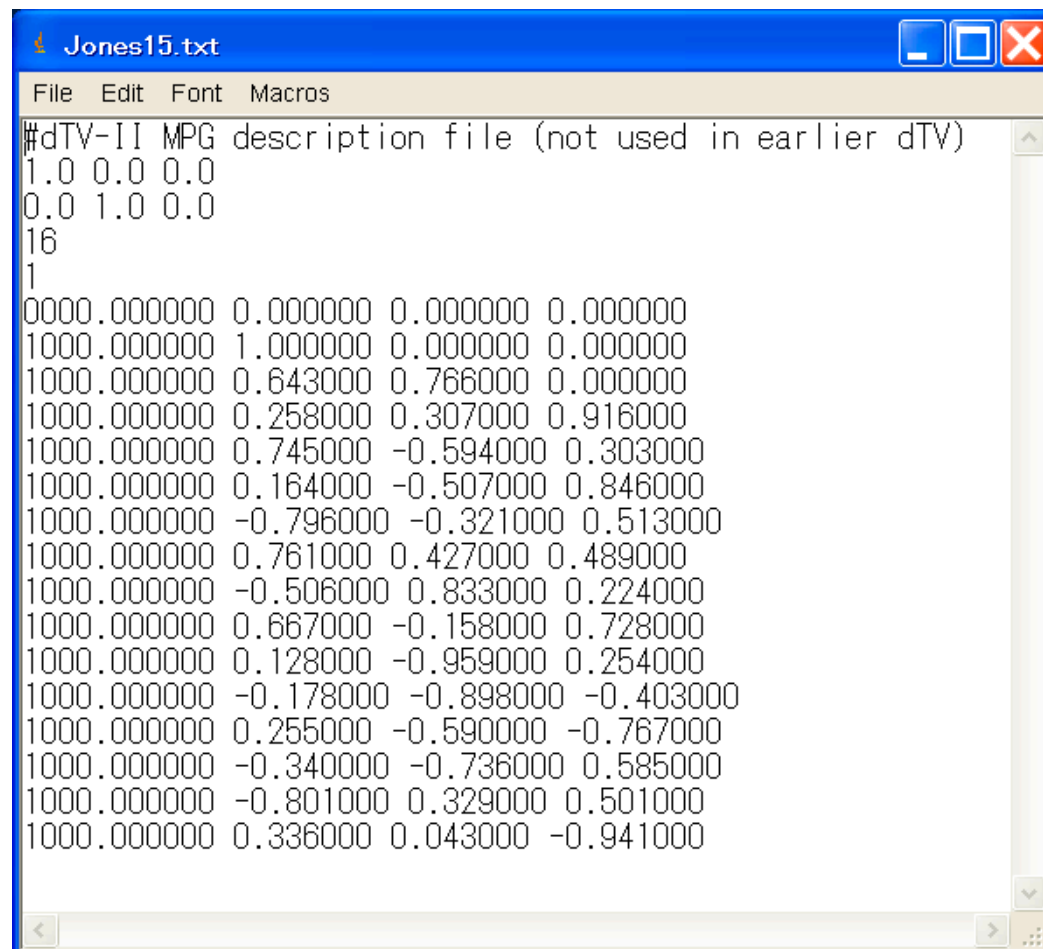 Jones15.txt
File Edit Font Macros
#dTV-II MPG description file (not used in earlier dTV)
1.0 0.0 0.0
0.0 1.0 0.0
16
1
0000.000000 0.000000 0.000000 0.000000
1000.000000 1.000000 0.000000 0.000000
1000.000000 0.643000 0.766000 0.000000
1000.000000 0.258000 0.307000 0.916000
1000.000000 0.745000 -0.594000 0.303000
1000.000000 0.164000 -0.507000 0.846000
1000.000000 -0.796000 -0.321000 0.513000
1000.000000 0.761000 0.427000 0.489000
1000.000000 -0.506000 0.833000 0.224000
1000.000000 0.667000 -0.158000 0.728000
1000.000000 0.128000 -0.959000 0.254000
1000.000000 -0.178000 -0.898000 -0.403000
1000.000000 0.255000 -0.590000 -0.767000
1000.000000 -0.340000 -0.736000 0.585000
1000.000000 -0.801000 0.329000 0.501000
1000.000000 0.336000 0.043000 -0.941000